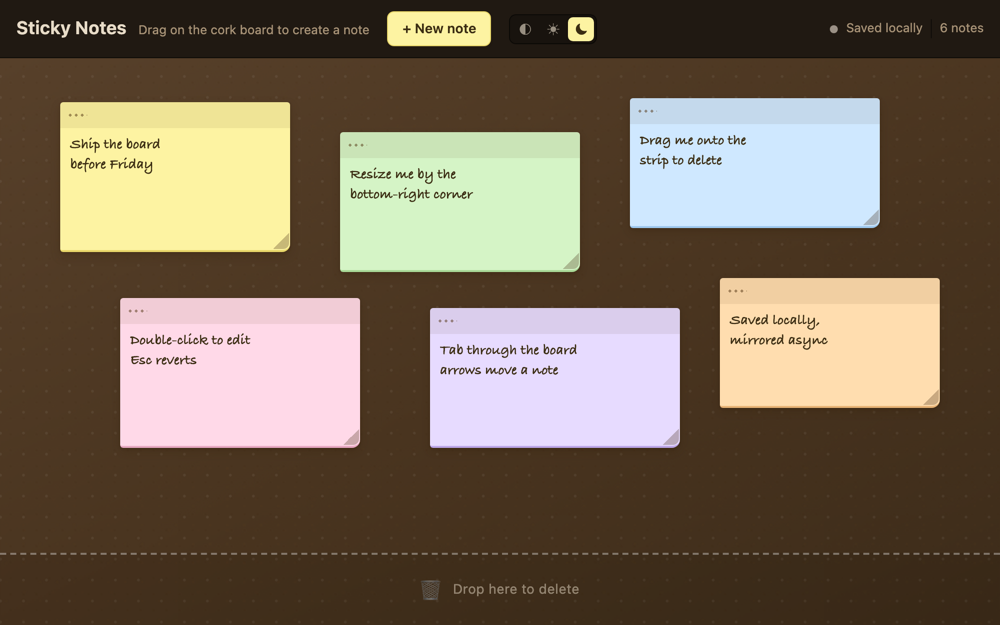 Sticky Notes
Drag on the cork board to create a note
+ New note
Saved locally
6 notes
Ship the board
before Friday
Resize me by the
bottom-right corner
Drag me onto the
strip to delete
Double-click to edit
Esc reverts
Tab through the board
arrows move a note
Saved locally,
mirrored async
Drop here to delete